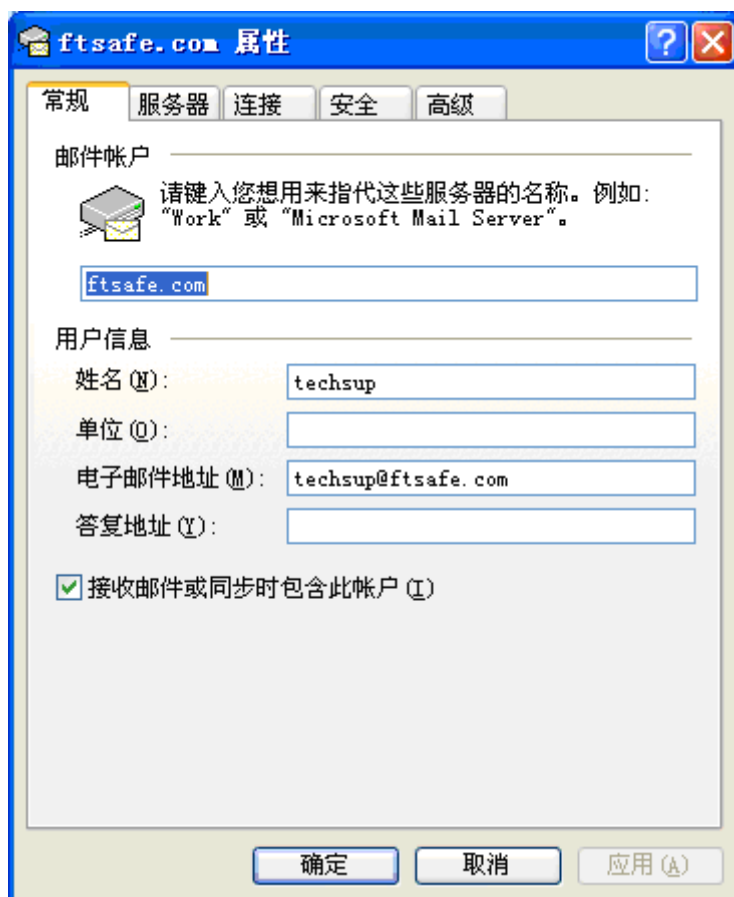 ftsafe.com 属性
常规 服务器 连接 安全 高级
邮件帐户
请键入您想用来指代这些服务器的名称。例如:
"Work" 或 "Microsoft Mail Server"。
ftsafe.com
用户信息
姓名(N): techsup
单位(O):
电子邮件地址(M): techsup@ftsafe.com
答复地址(Y):
接收邮件或同步时包含此帐户(I)
确定 取消 应用(A)